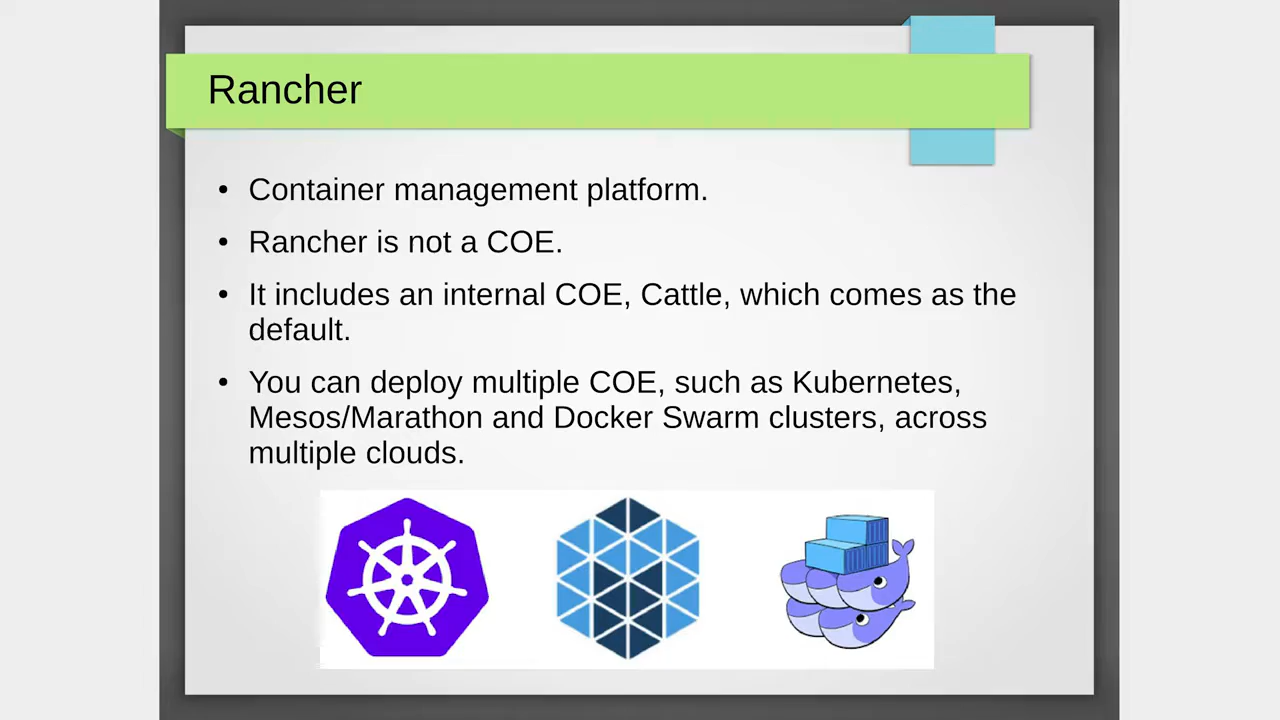 Rancher
• Container management platform.
• Rancher is not a COE.
• It includes an internal COE, Cattle, which comes as the
default.
• You can deploy multiple COE, such as Kubernetes,
Mesos/Marathon and Docker Swarm clusters, across
multiple clouds.